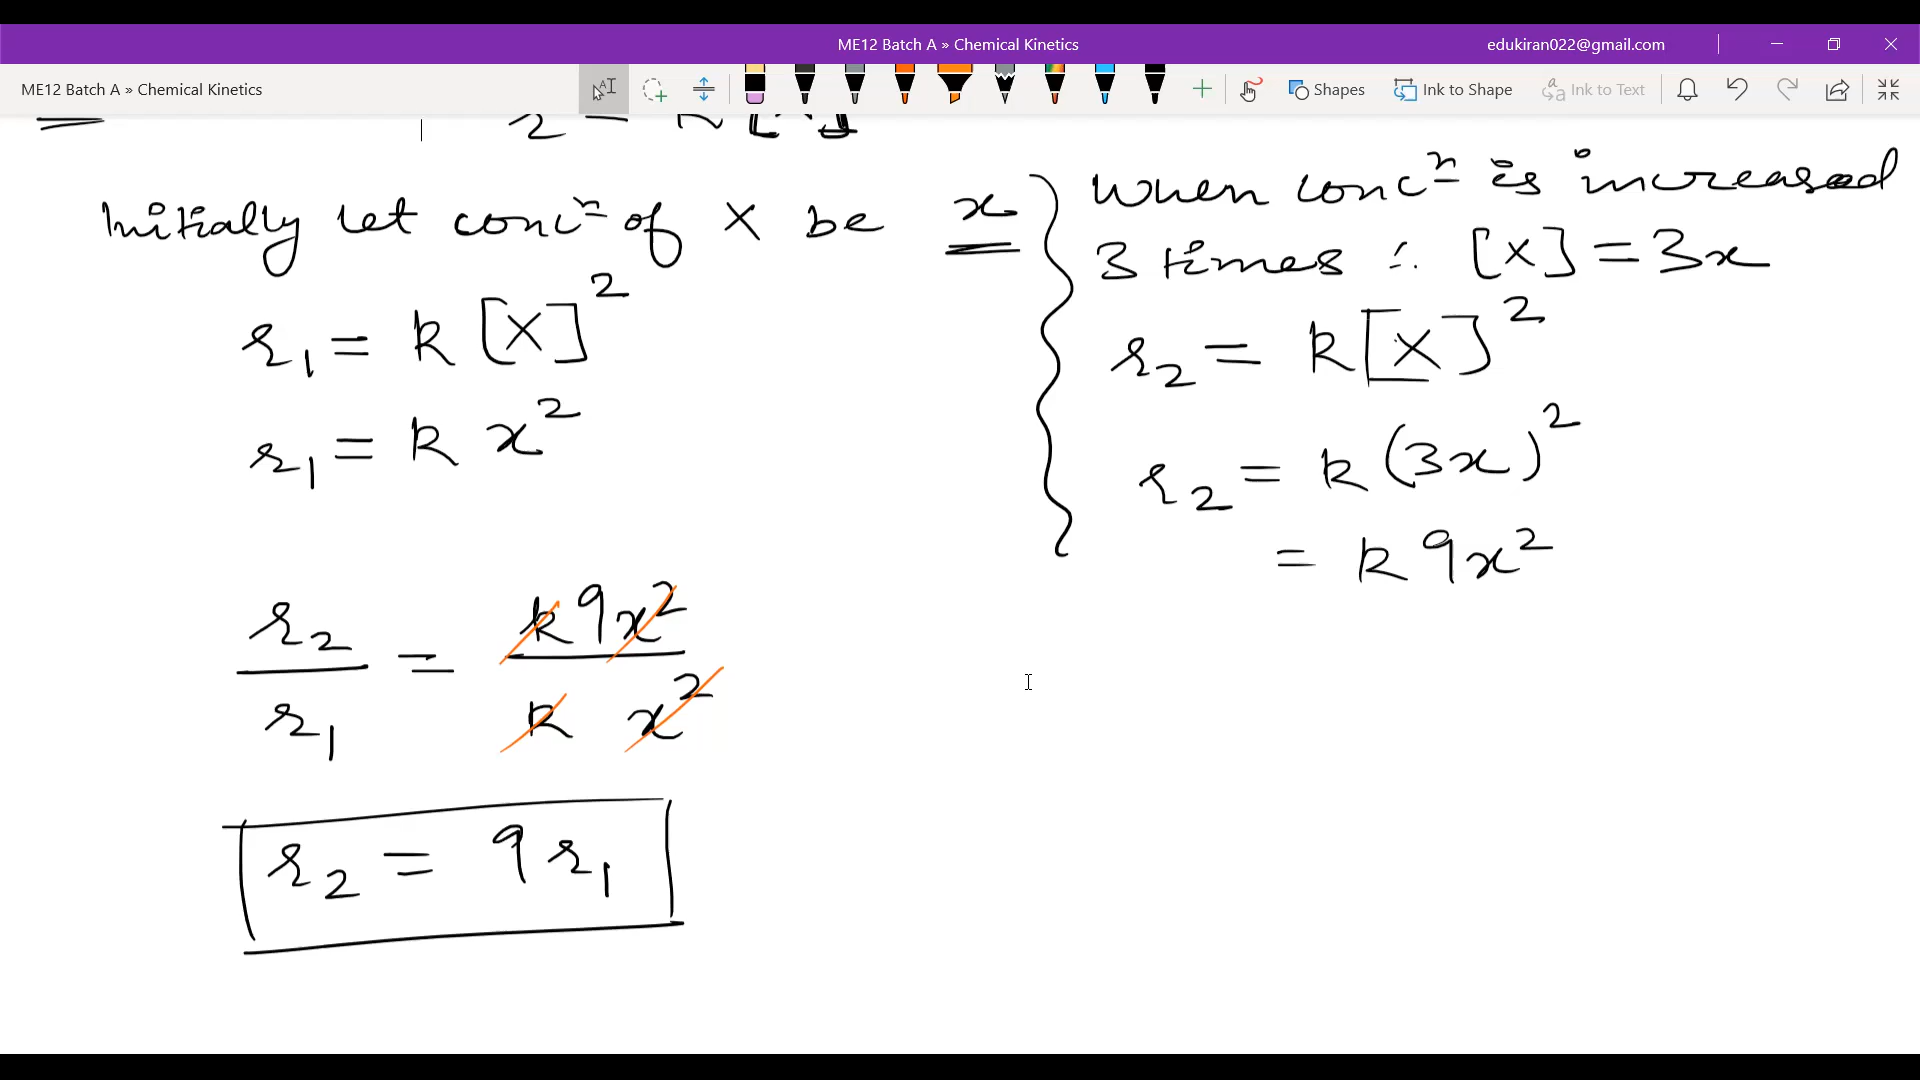 ME12 Batch A » Chemical Kinetics
edukiran022@gmail.com
ME12 Batch A » Chemical Kinetics
Shapes
Ink to Shape
Ink to Text
r = k [X]
Initially let concⁿ of X be x
r₁ = k [X]²
r₁ = k x²
When concⁿ is increased
3 times ∴ [X] = 3x
r₂ = k[X]²
r₂ = k(3x)²
= k 9x²
r₂/r₁ = k9x²/k x²
r₂ = 9 r₁